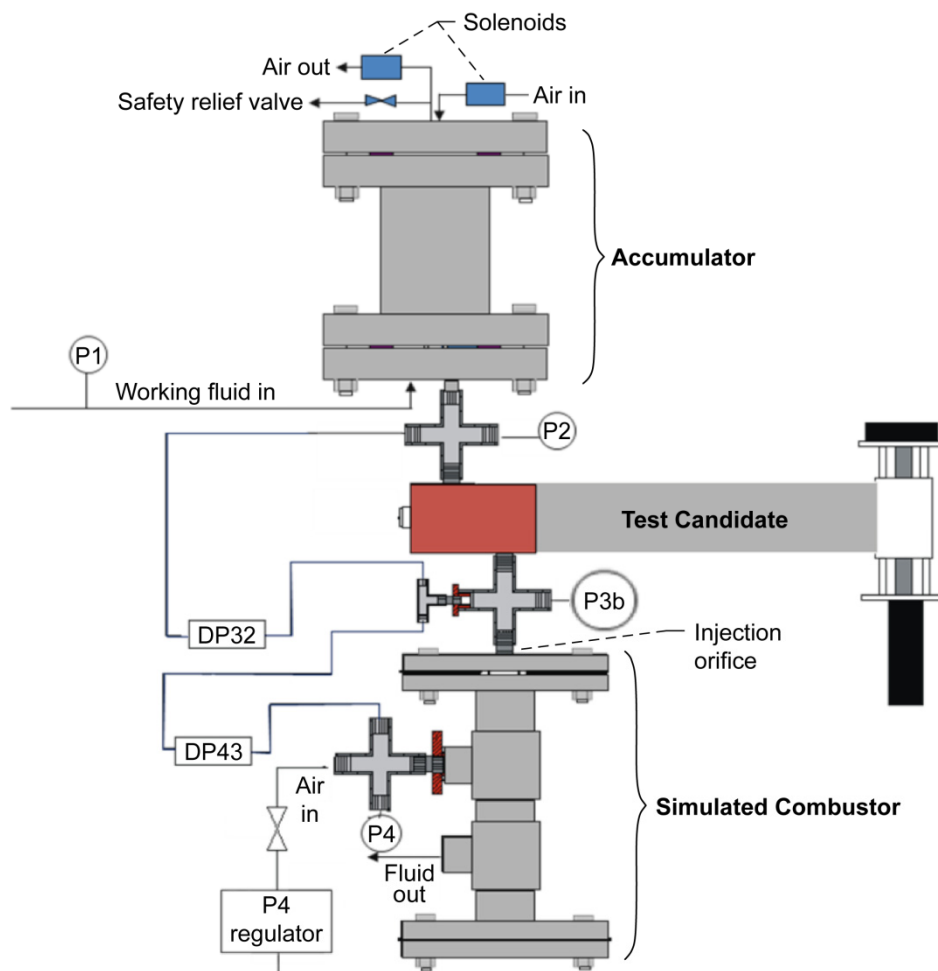 Solenoids
Air out
Safety relief valve
Air in
Accumulator
P1
Working fluid in
P2
Test Candidate
P3b
DP32
Injection
orifice
DP43
Air
in
Simulated Combustor
P4
Fluid
out
P4
regulator